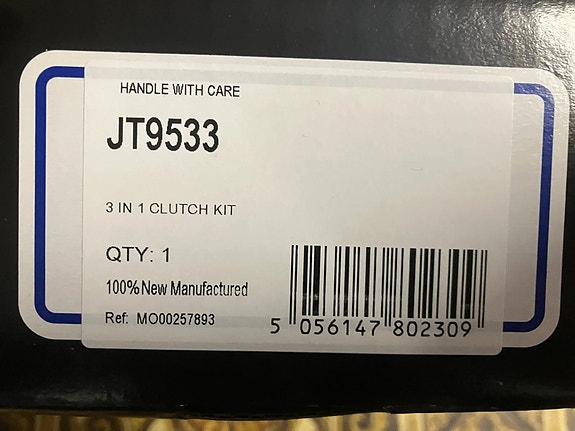 HANDLE WITH CARE
JT9533
3 IN 1 CLUTCH KIT
QTY: 1
100% New Manufactured
Ref: MO00257893
5 056147 802309